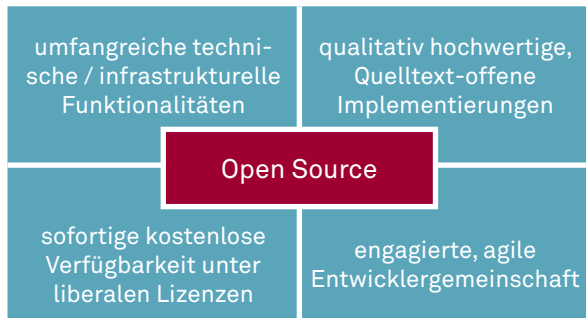 umfangreiche techni-
sche / infrastrukturelle
Funktionalitäten
qualitativ hochwertige,
Quelltext-offene
Implementierungen
Open Source
sofortige kostenlose
Verfügbarkeit unter
liberalen Lizenzen
engagierte, agile
Entwicklergemeinschaft